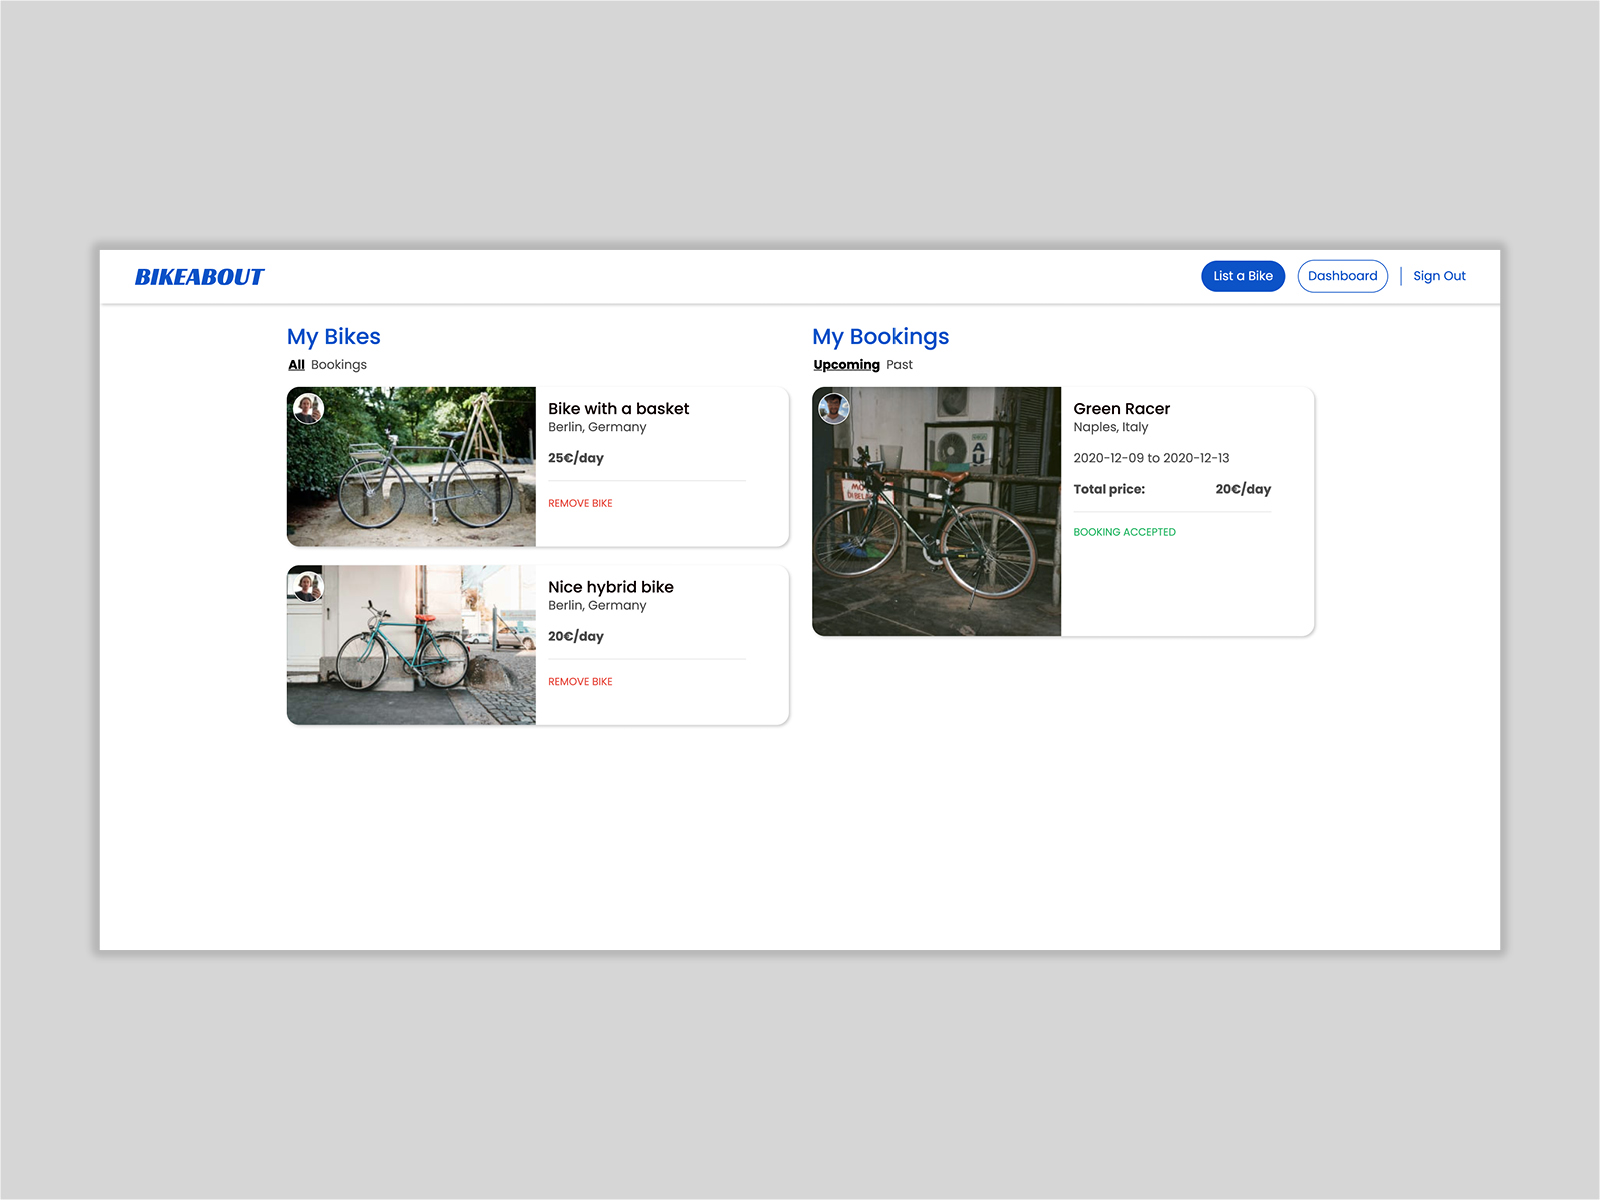 BIKEABOUT
List a Bike
Dashboard
Sign Out
My Bikes
All Bookings
Bike with a basket
Berlin, Germany
25€/day
REMOVE BIKE
Nice hybrid bike
Berlin, Germany
20€/day
REMOVE BIKE
My Bookings
Upcoming Past
AU
Green Racer
Naples, Italy
2020-12-09 to 2020-12-13
Total price: 20€/day
BOOKING ACCEPTED